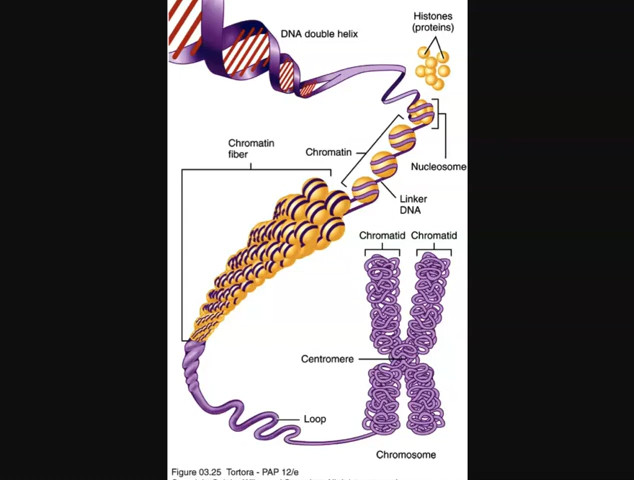 Histones
(proteins)
DNA double helix
Chromatin
fiber
Chromatin
Nucleosome
Linker
DNA
Chromatid Chromatid
Centromere
Loop
Chromosome
Figure 03.25 Tortora - PAP 12/e